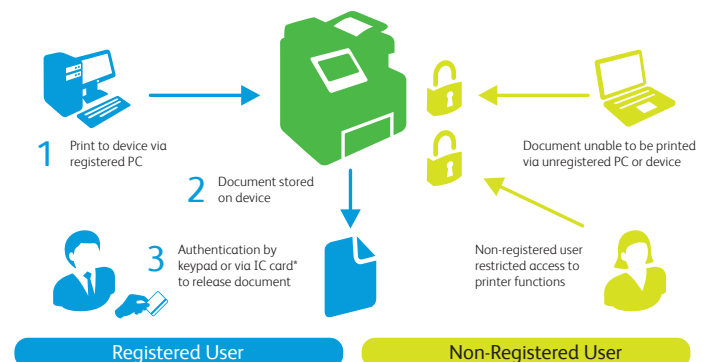 1 Print to device via
registered PC
Document unable to be printed
via unregistered PC or device
2 Document stored
on device
3 Authentication by
keypad or via IC card*
to release document
Non-registered user
restricted access to
printer functions
Registered User
Non-Registered User